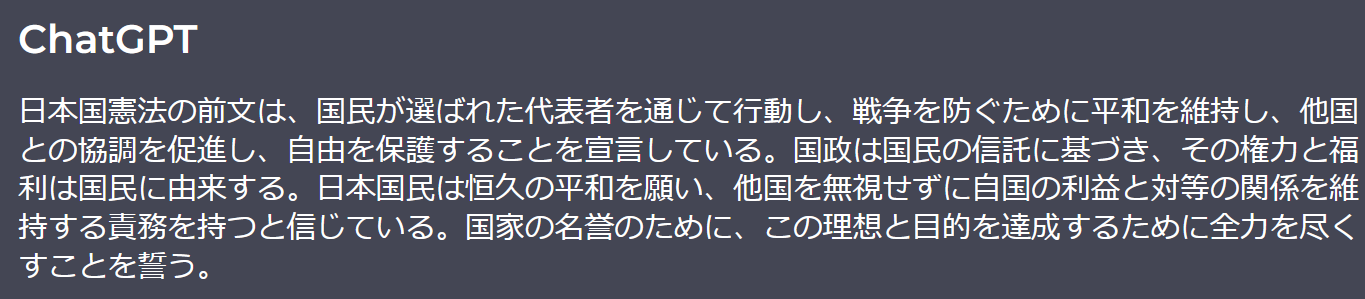 ChatGPT
日本国憲法の前文は、国民が選ばれた代表者を通じて行動し、戦争を防ぐために平和を維持し、他国
との協調を促進し、自由を保護することを宣言している。国政は国民の信託に基づき、その権力と福
利は国民に由来する。日本国民は恒久の平和を願い、他国を無視せずに自国の利益と対等の関係を維
持する責務を持つと信じている。国家の名誉のために、この理想と目的を達成するために全力を尽く
すことを誓う。